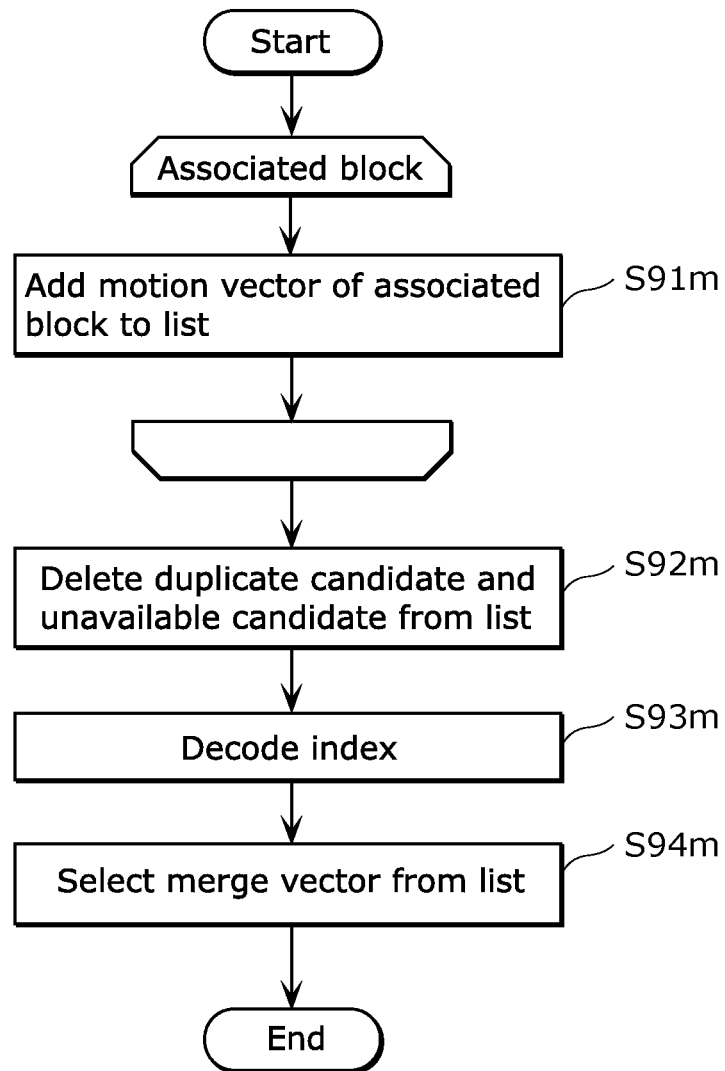 Start
Associated block
Add motion vector of associated
block to list
S91m
Delete duplicate candidate and
unavailable candidate from list
S92m
Decode index
S93m
Select merge vector from list
S94m
End